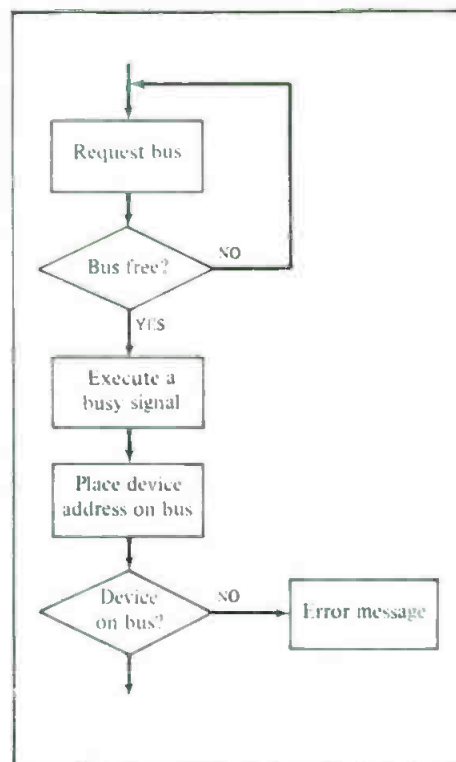 Request bus
Bus free?
NO
YES
Execute a
busy signal
Place device
address on bus
Device
on bus?
NO
Error message